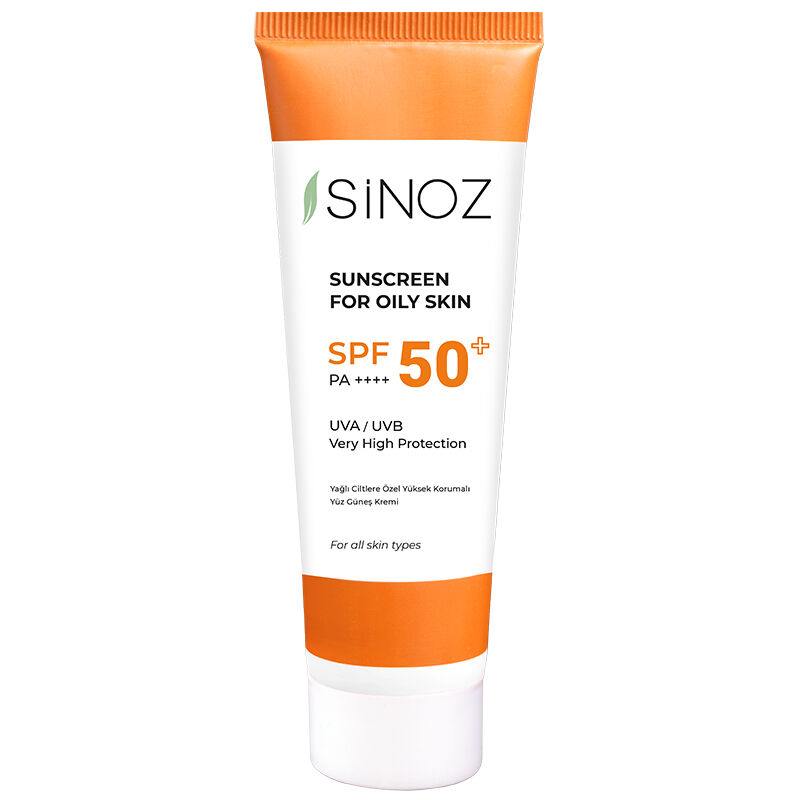 SiNOZ
SUNSCREEN
FOR OILY SKIN
SPF 50+
PA ++++
UVA / UVB
Very High Protection
Yağlı Ciltlere Özel Yüksek Korumalı
Yüz Güneş Kremi
For all skin types